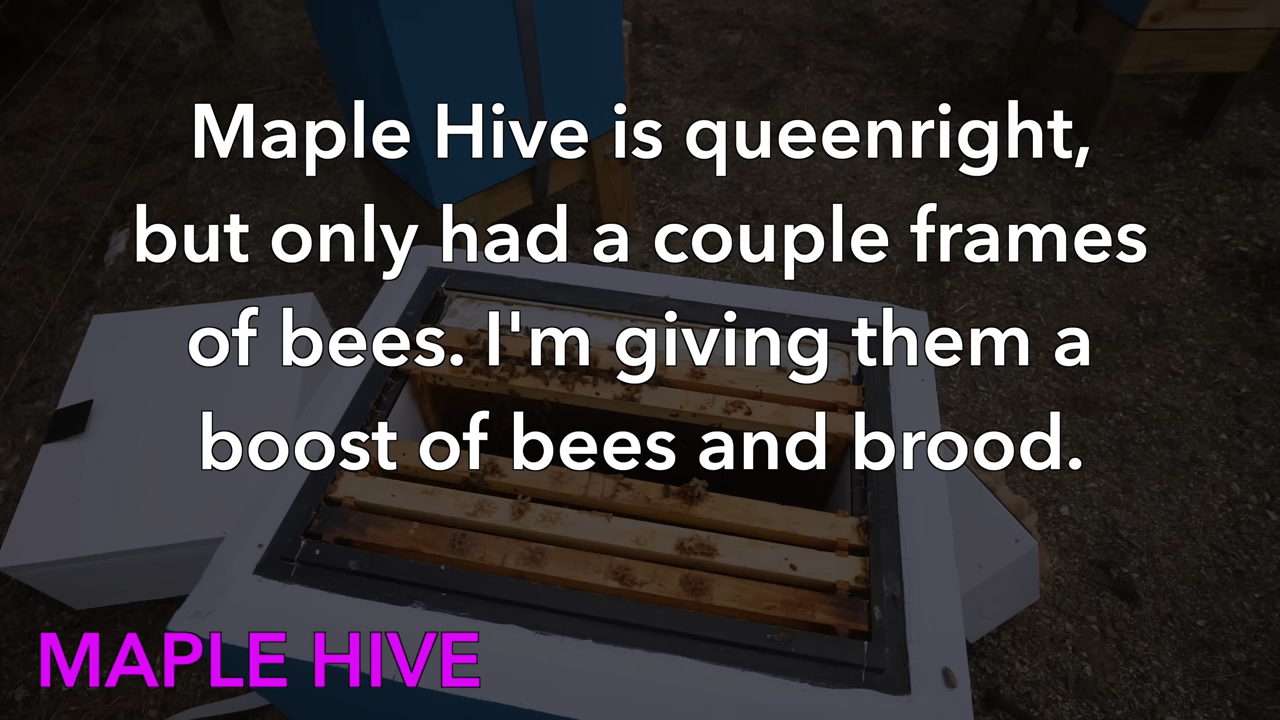 Maple Hive is queenright,
but only had a couple frames
of bees. I'm giving them a
boost of bees and brood.
MAPLE HIVE